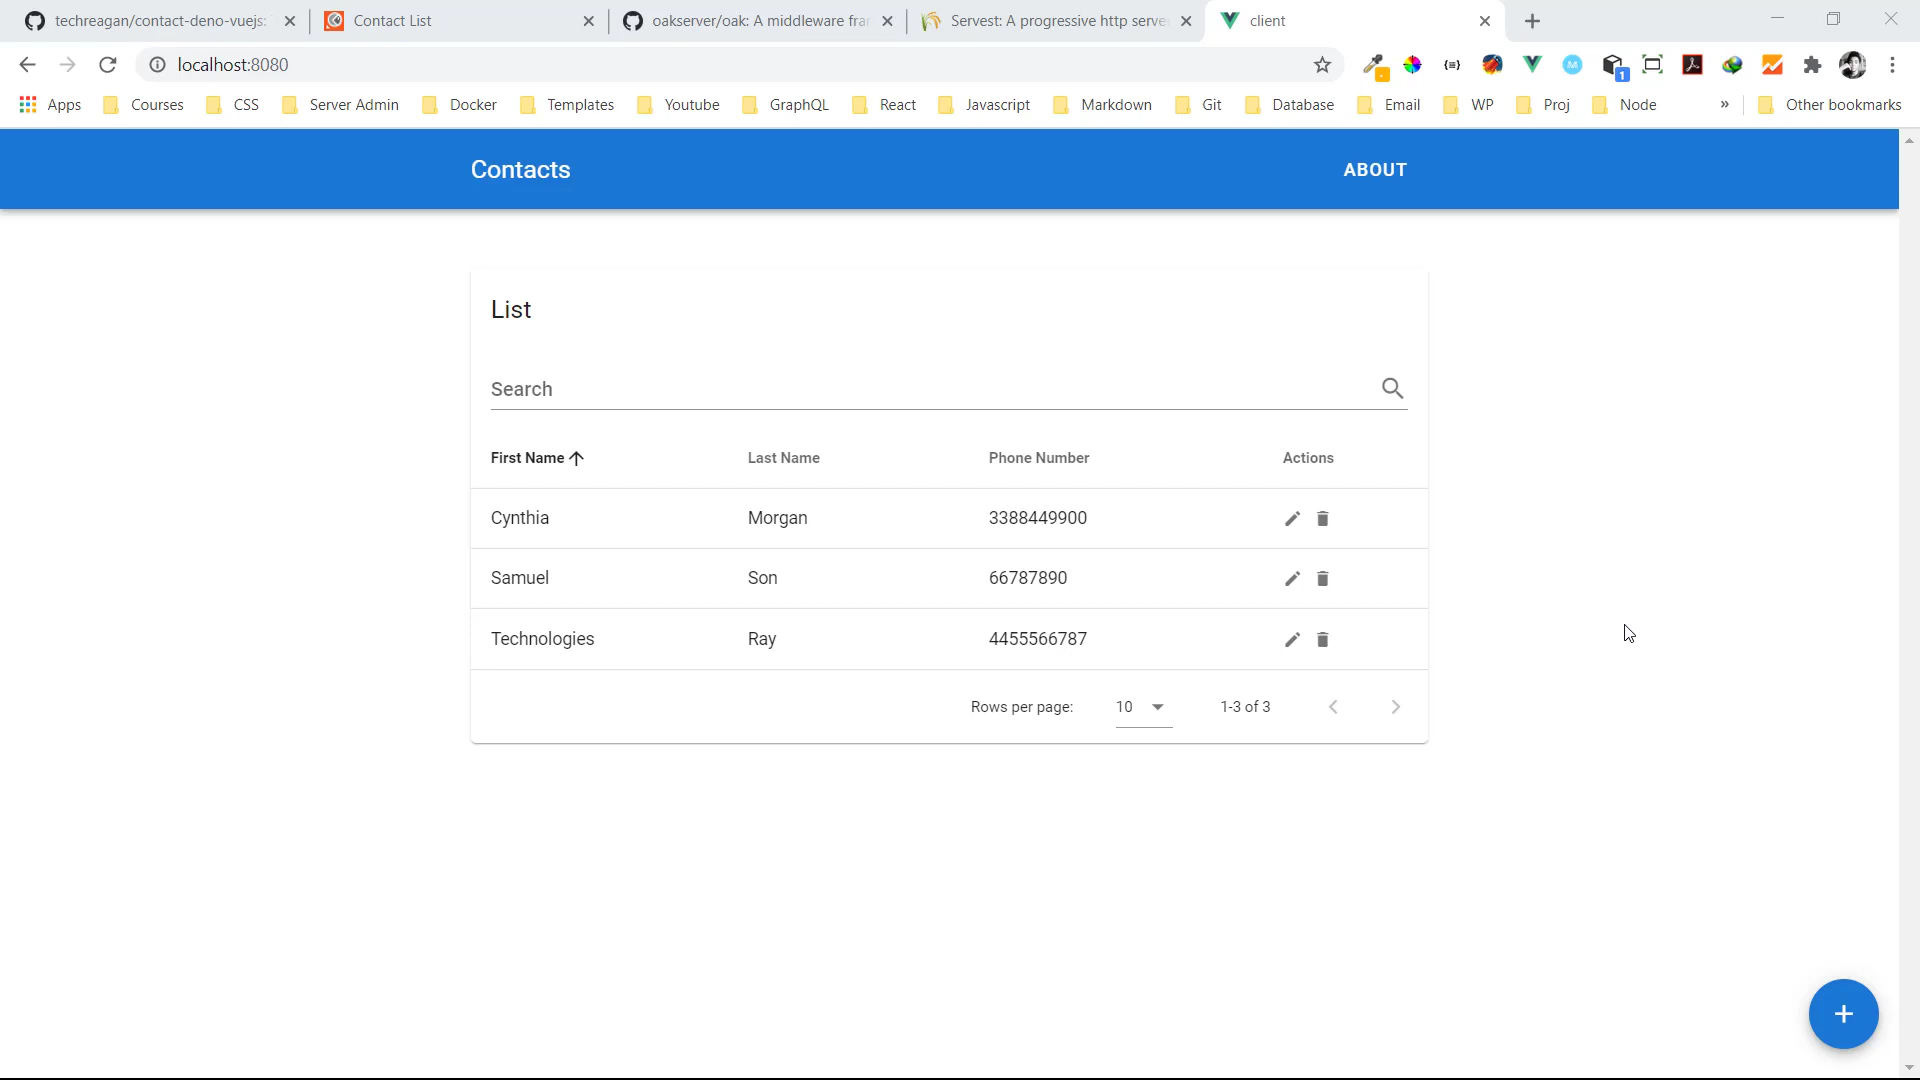 techreagan/contact-deno-vuejs:
Contact List
oakserver/oak: A middleware fra
Servest: A progressive http serve
client
localhost:8080
1
Apps
Courses
CSS
Server Admin
Docker
Templates
Youtube
GraphQL
React
Javascript
Markdown
Git
Database
Email
WP
Proj
Node
»
Other bookmarks
Contacts
ABOUT
List
Search
First Name Last Name Phone Number Actions
Cynthia Morgan 3388449900
Samuel Son 66787890
Technologies Ray 4455566787
Rows per page: 10 1-3 of 3
+